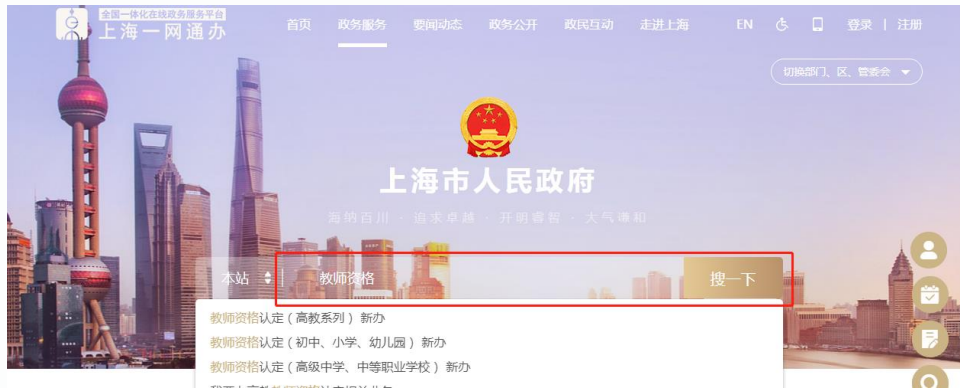 全国一体化在线政务服务平台
上海一网通办
首页 政务服务 要闻动态 政务公开 政民互动 走进上海 EN 登录 | 注册
切换部门、区、管委会
上海市人民政府
海纳百川 · 追求卓越 · 开明睿智 · 大气谦和
本站 教师资格 搜一下
教师资格认定（高教系列）新办
教师资格认定（初中、小学、幼儿园）新办
教师资格认定（高级中学、中等职业学校）新办